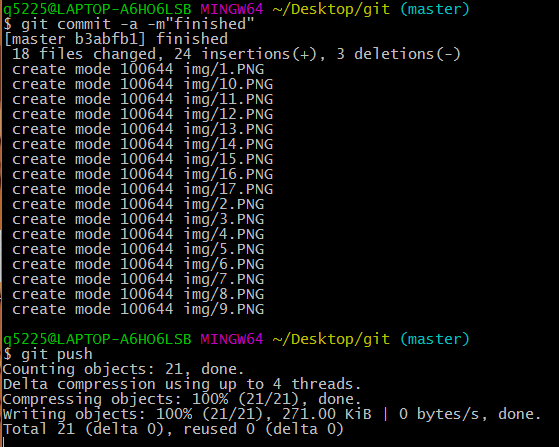 q5225@LAPTOP-A6HO6LSB MINGW64 ~/Desktop/git (master)
$ git commit -a -m"finished"
[master b3abfb1] finished
 18 files changed, 24 insertions(+), 3 deletions(-)
 create mode 100644 img/1.PNG
 create mode 100644 img/10.PNG
 create mode 100644 img/11.PNG
 create mode 100644 img/12.PNG
 create mode 100644 img/13.PNG
 create mode 100644 img/14.PNG
 create mode 100644 img/15.PNG
 create mode 100644 img/16.PNG
 create mode 100644 img/17.PNG
 create mode 100644 img/2.PNG
 create mode 100644 img/3.PNG
 create mode 100644 img/4.PNG
 create mode 100644 img/5.PNG
 create mode 100644 img/6.PNG
 create mode 100644 img/7.PNG
 create mode 100644 img/8.PNG
 create mode 100644 img/9.PNG
q5225@LAPTOP-A6HO6LSB MINGW64 ~/Desktop/git (master)
$ git push
Counting objects: 21, done.
Delta compression using up to 4 threads.
Compressing objects: 100% (21/21), done.
Writing objects: 100% (21/21), 271.00 KiB | 0 bytes/s, done.
Total 21 (delta 0), reused 0 (delta 0)